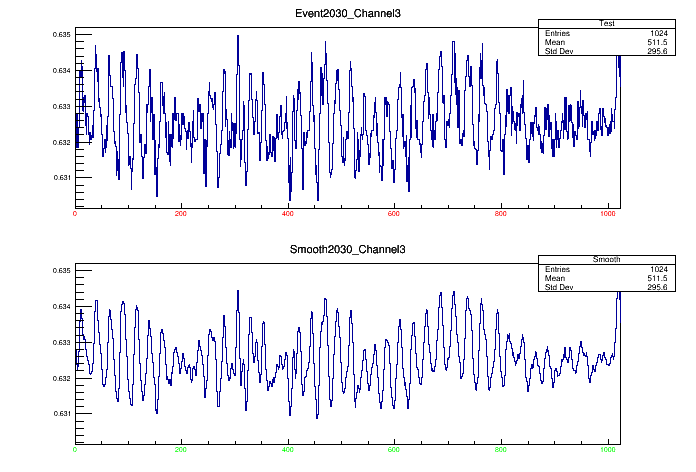 Event2030_Channel3
Test
Entries 1024
Mean 511.5
Std Dev 295.6
0.635
0.634
0.633
0.632
0.631
0 200 400 600 800 1000
Smooth2030_Channel3
Smooth
Entries 1024
Mean 511.5
Std Dev 295.6
0.635
0.634
0.633
0.632
0.631
0 200 400 600 800 1000